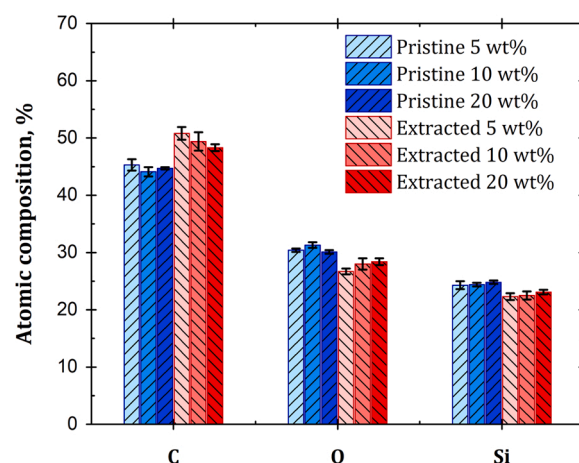 70
60
50
40
30
20
10
0
Atomic composition, %
Pristine 5 wt%
Pristine 10 wt%
Pristine 20 wt%
Extracted 5 wt%
Extracted 10 wt%
Extracted 20 wt%
C O Si